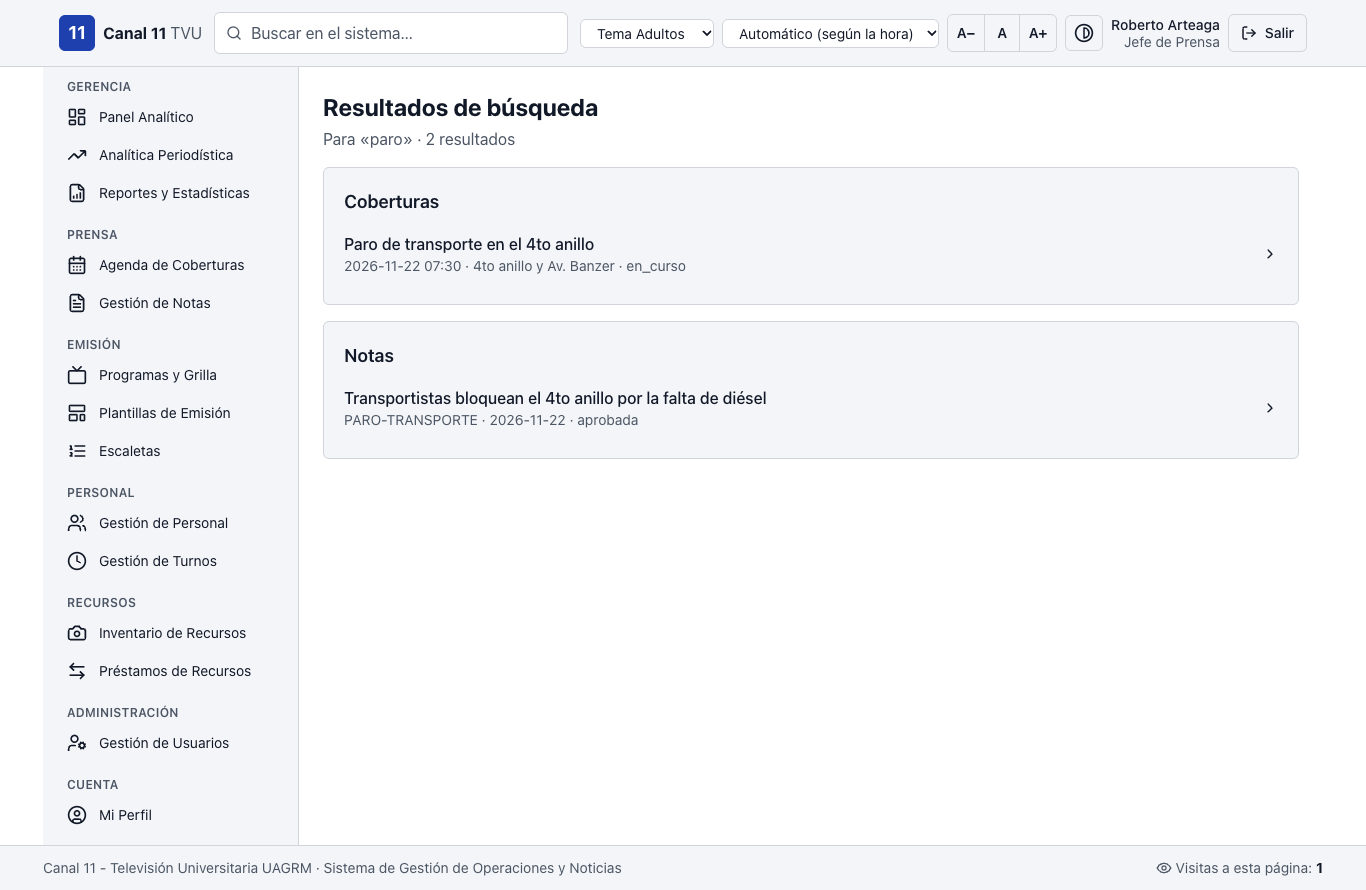 11 Canal 11 TVU
Buscar en el sistema...
Tema Adultos
Automático (según la hora)
A−
A
A+
Roberto Arteaga
Jefe de Prensa
Salir
GERENCIA
Panel Analítico
Analítica Periodística
Reportes y Estadísticas
PRENSA
Agenda de Coberturas
Gestión de Notas
EMISIÓN
Programas y Grilla
Plantillas de Emisión
Escaletas
PERSONAL
Gestión de Personal
Gestión de Turnos
RECURSOS
Inventario de Recursos
Préstamos de Recursos
ADMINISTRACIÓN
Gestión de Usuarios
CUENTA
Mi Perfil
Resultados de búsqueda
Para «paro» · 2 resultados
Coberturas
Paro de transporte en el 4to anillo
2026-11-22 07:30 · 4to anillo y Av. Banzer · en_curso
Notas
Transportistas bloquean el 4to anillo por la falta de diésel
PARO-TRANSPORTE · 2026-11-22 · aprobada
Canal 11 - Televisión Universitaria UAGRM · Sistema de Gestión de Operaciones y Noticias
Visitas a esta página: 1